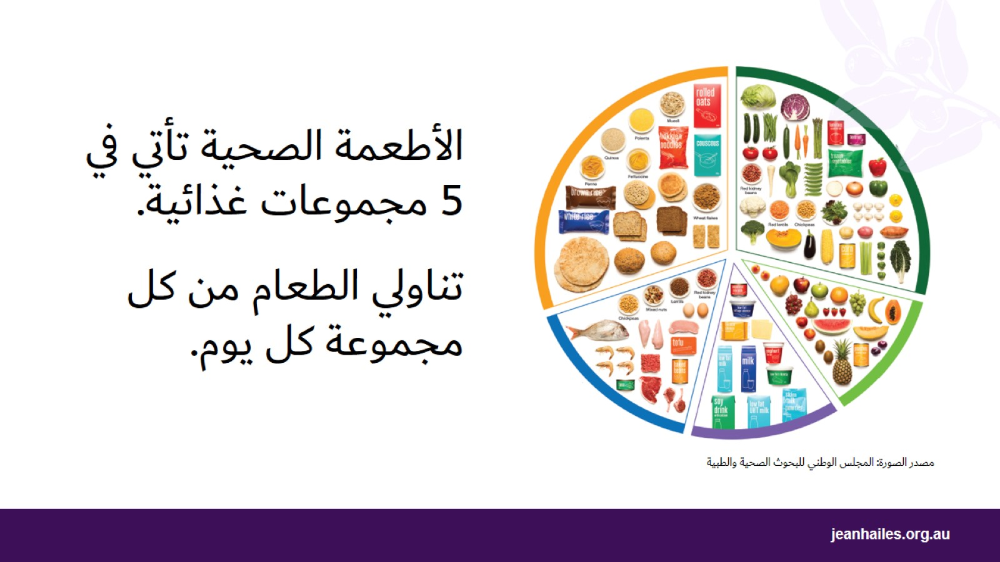 الأطعمة الصحية تأتي في
5 مجموعات غذائية.
تناولي الطعام من كل
مجموعة كل يوم.
rolled
oats
Muesli
Polenta
hokkien
noodles
couscous
Quinoa
Fettuccine
Penne
brown rice
white rice
Wheat flakes
frozen
vegetables
Red kidney
beans
Red lentils
Chickpeas
corn
Red kidney
beans
Lentils
Mixed nuts
Chickpeas
tofu
baked
beans
low fat
milk
milk
yoghurt
soy
drink
low fat
UHT milk
skim
milk
powder
مصدر الصورة: المجلس الوطني للبحوث الصحية والطبية
jeanhailes.org.au